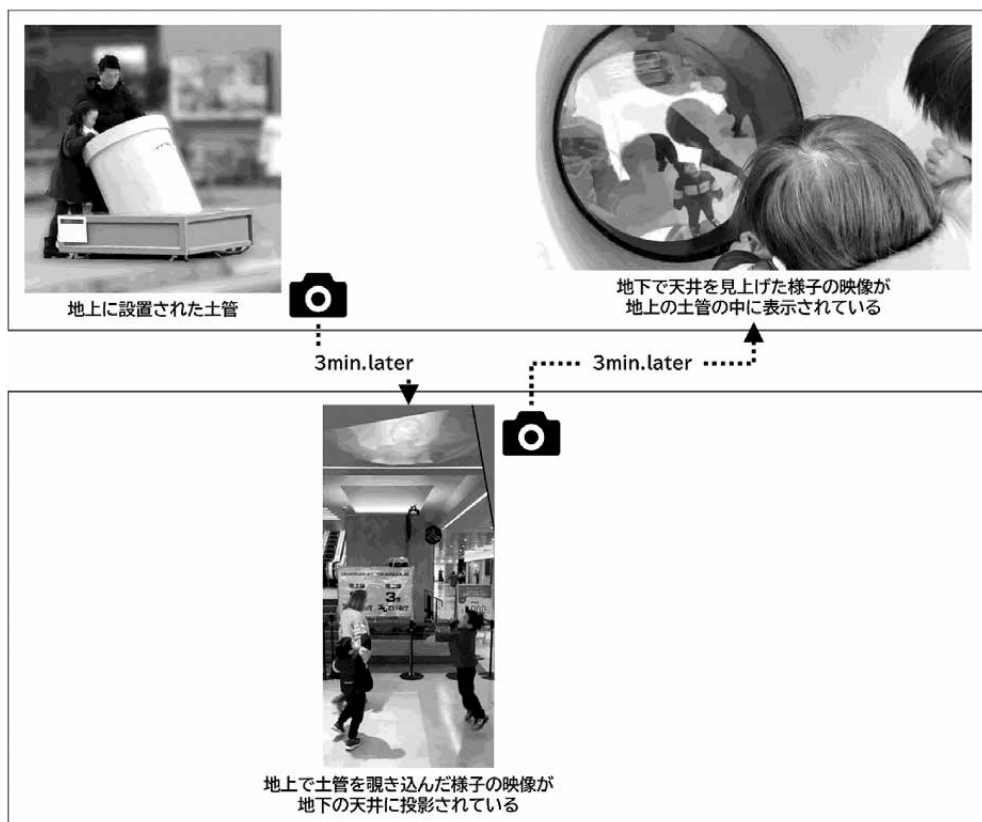 地上に設置された土管
地下で天井を見上げた様子の映像が
地上の土管の中に表示されている
3min.later
3min.later
3
地上で土管を覗き込んだ様子の映像が
地下の天井に投影されている